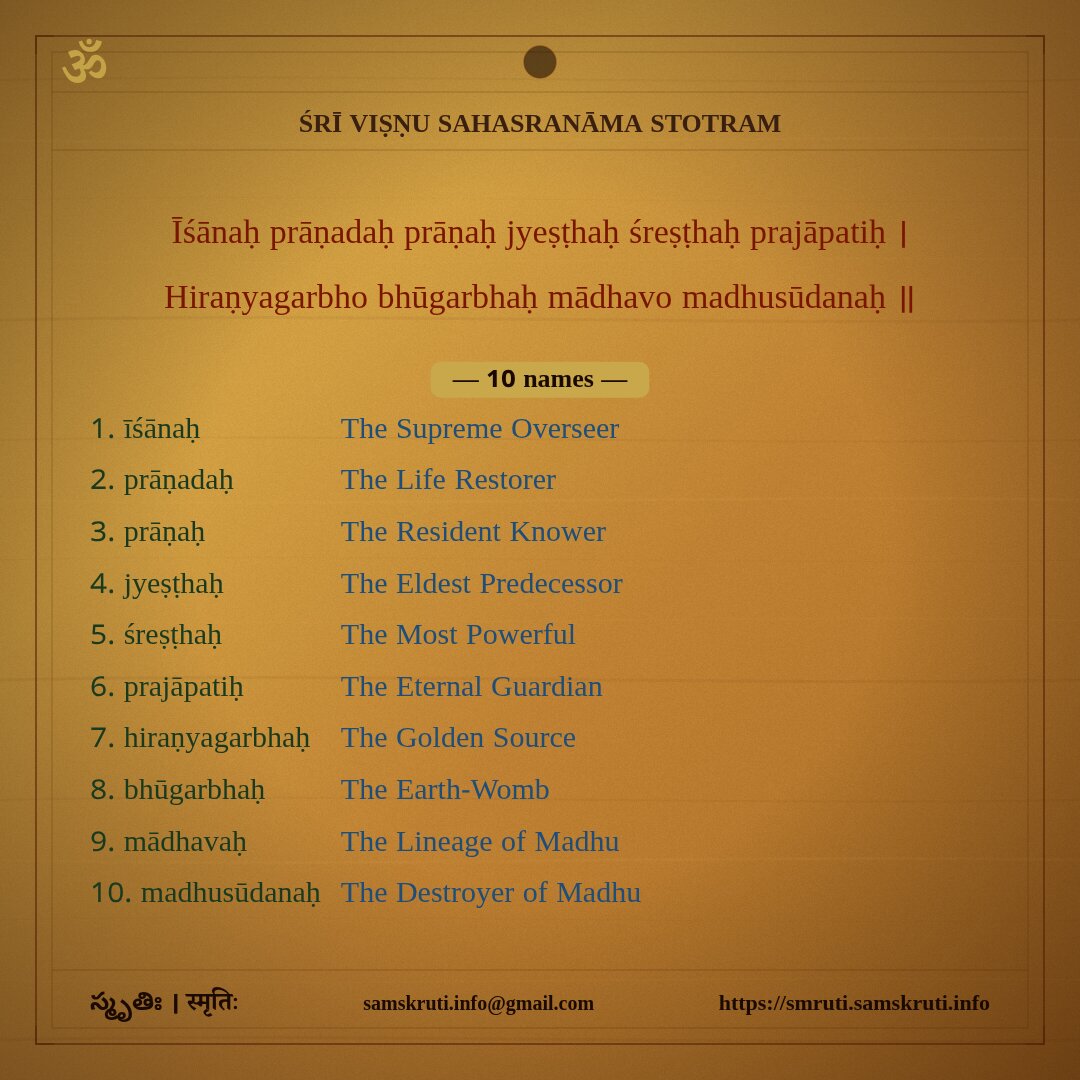 ॐ
ŚRĪ VIṢṆU SAHASRANĀMA STOTRAM
Īśānaḥ prāṇadaḥ prāṇaḥ jyeṣṭhaḥ śreṣṭhaḥ prajāpatiḥ |
Hiraṇyagarbho bhūgarbhaḥ mādhavo madhusūdanaḥ ||
— 10 names —
1. īśānaḥ The Supreme Overseer
2. prāṇadaḥ The Life Restorer
3. prāṇaḥ The Resident Knower
4. jyeṣṭhaḥ The Eldest Predecessor
5. śreṣṭhaḥ The Most Powerful
6. prajāpatiḥ The Eternal Guardian
7. hiraṇyagarbhaḥ The Golden Source
8. bhūgarbhaḥ The Earth-Womb
9. mādhavaḥ The Lineage of Madhu
10. madhusūdanaḥ The Destroyer of Madhu
స్మృతిః | स्मृतिः samskruti.info@gmail.com https://smruti.samskruti.info